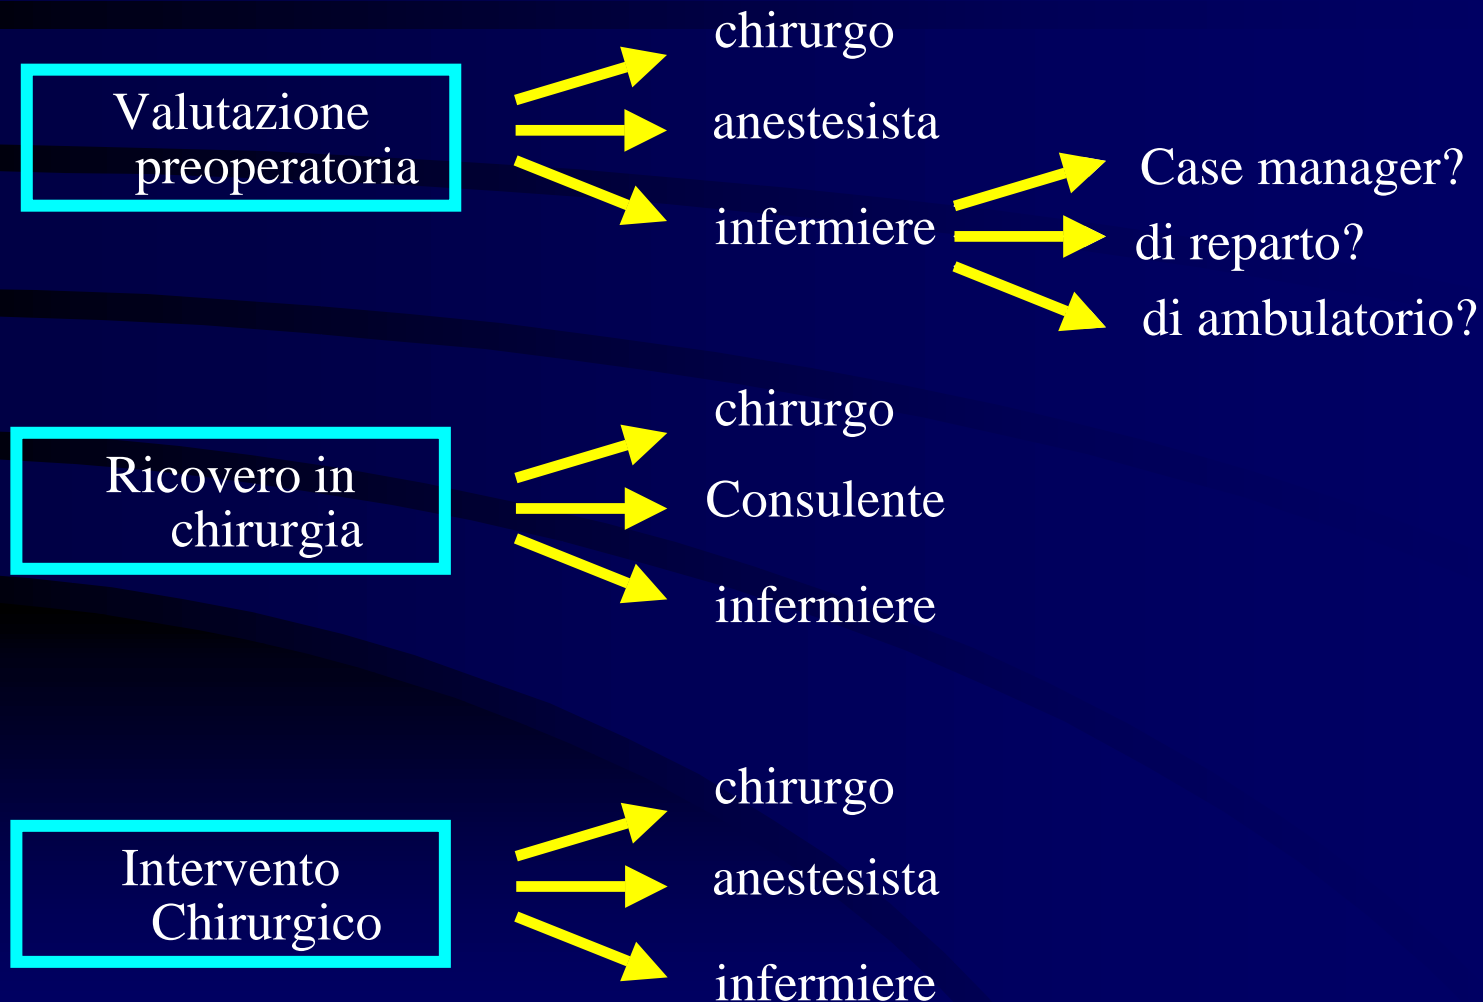 Valutazione
preoperatoria
chirurgo
anestesista
infermiere
Case manager?
di reparto?
di ambulatorio?
Ricovero in
chirurgia
chirurgo
Consulente
infermiere
Intervento
Chirurgico
chirurgo
anestesista
infermiere